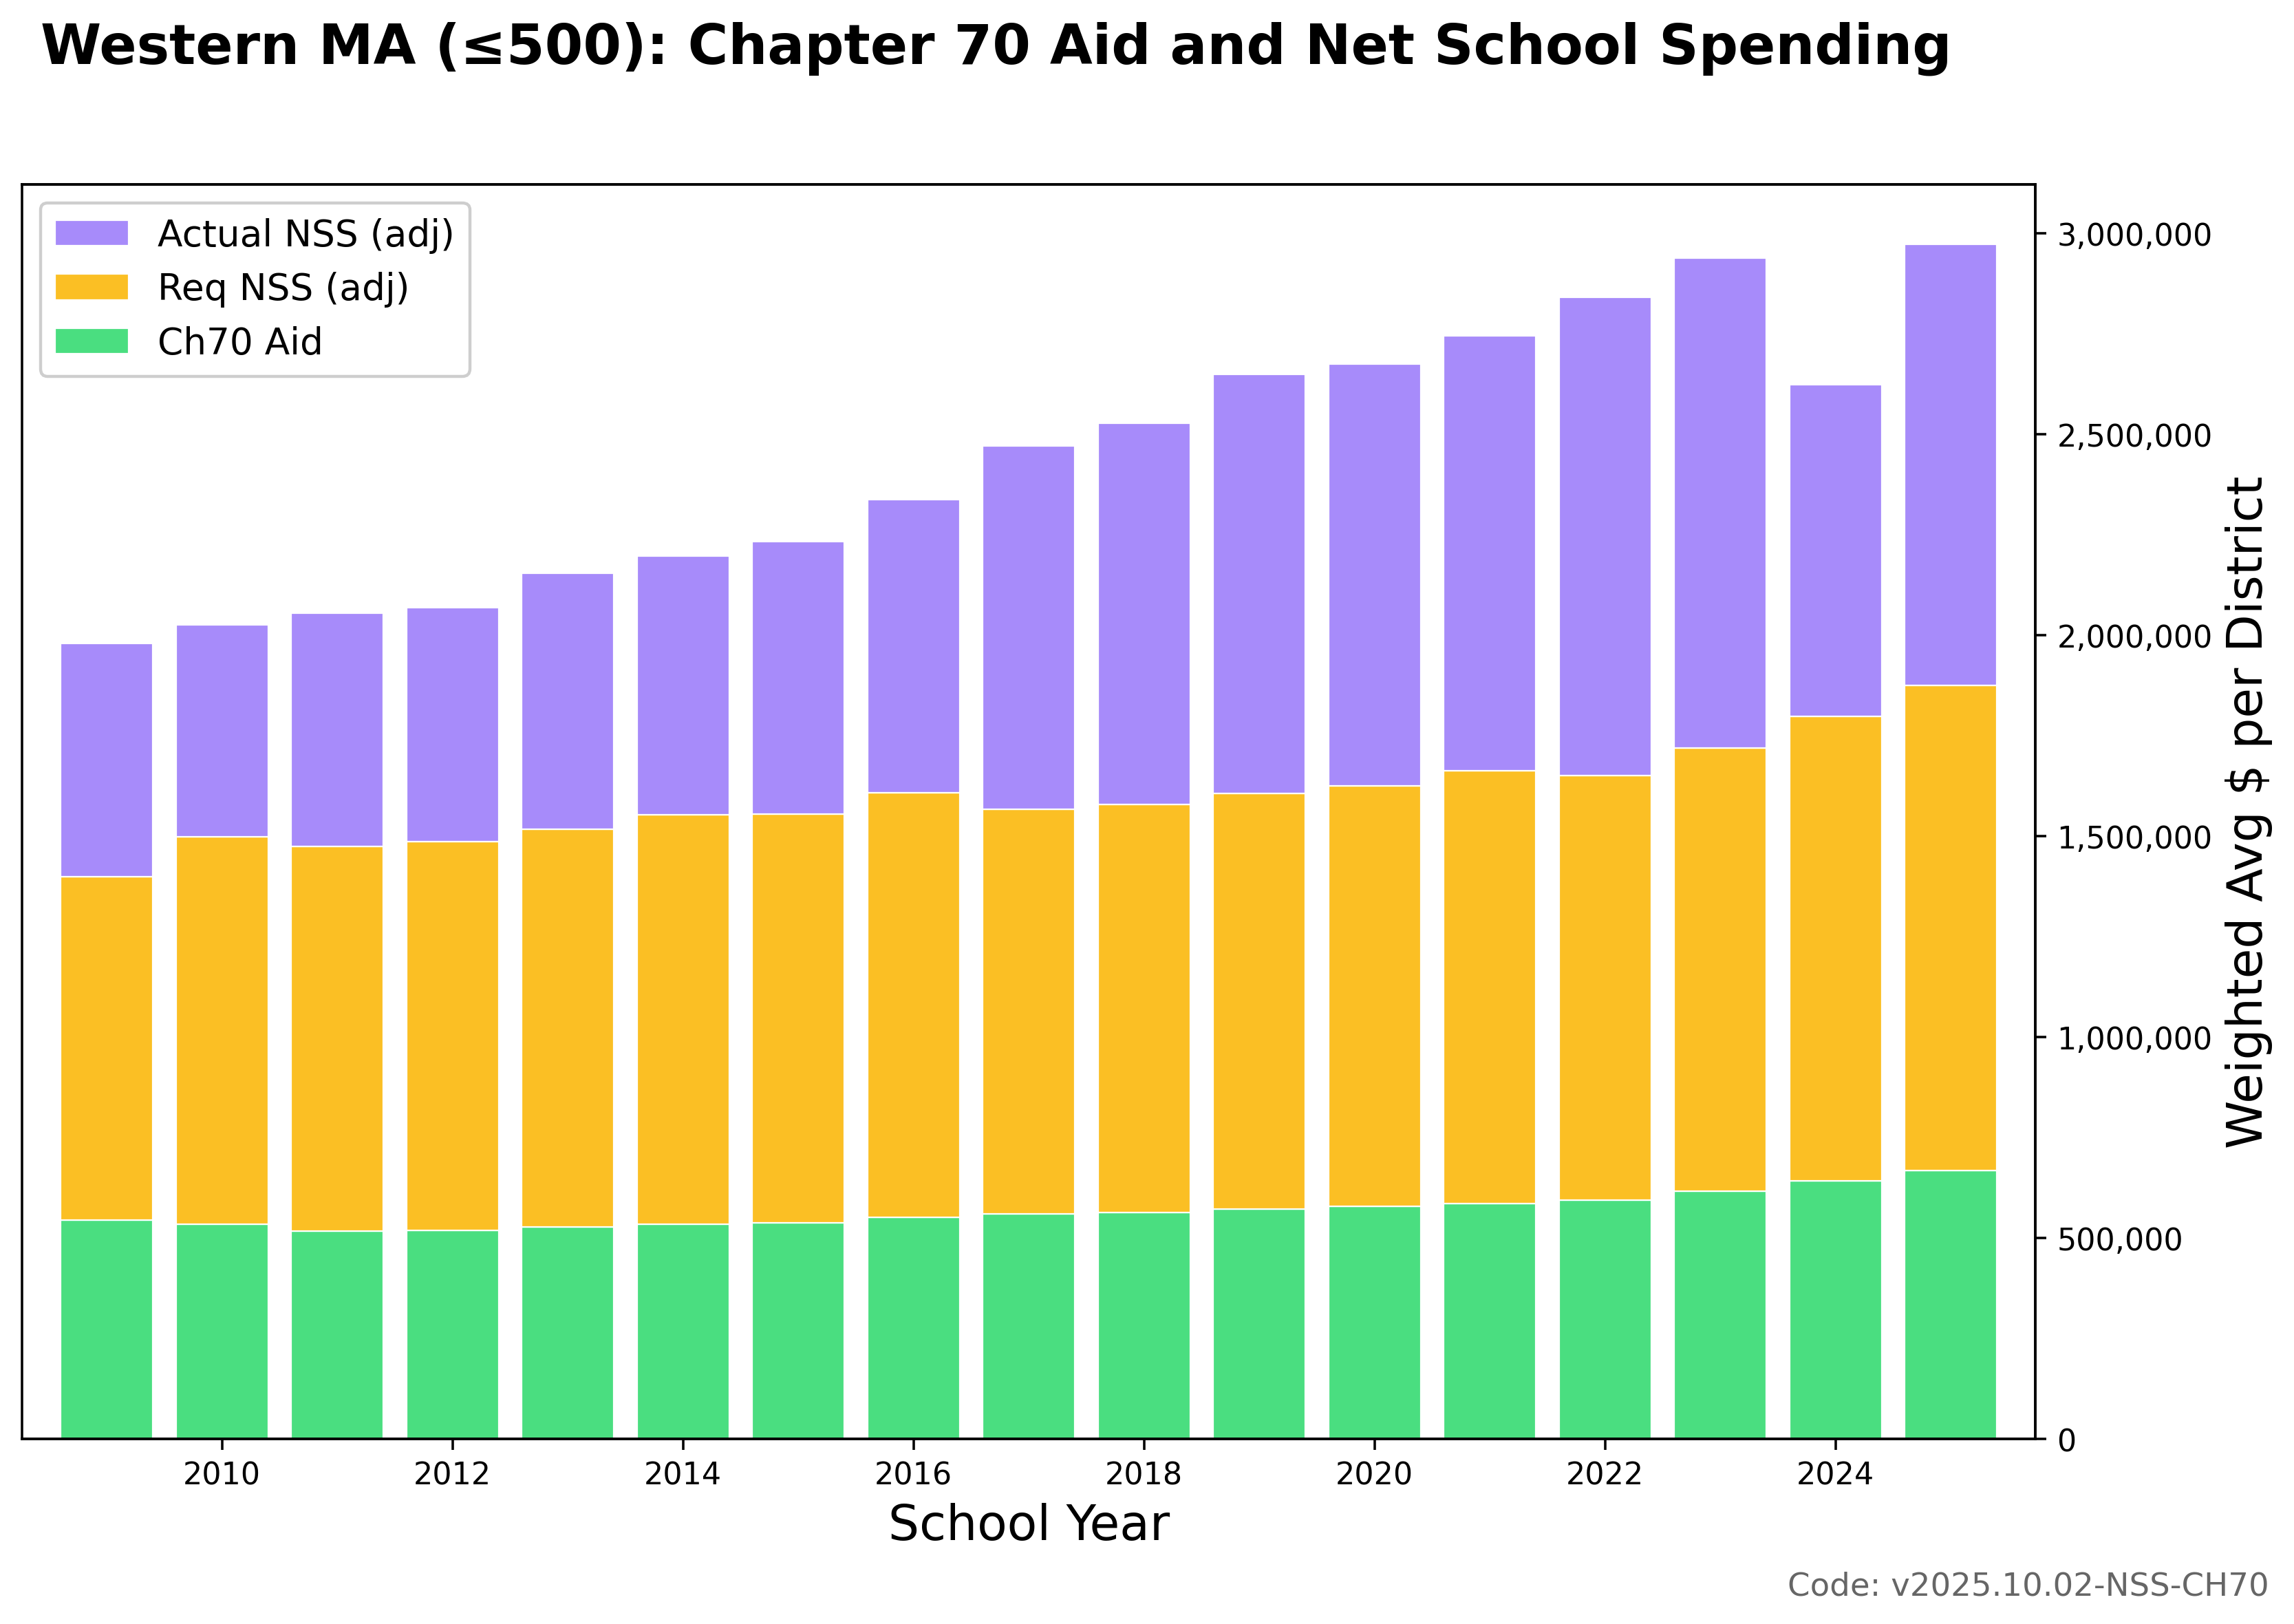 Western MA (≤500): Chapter 70 Aid and Net School Spending
Actual NSS (adj)
Req NSS (adj)
Ch70 Aid
3,000,000
2,500,000
2,000,000
1,500,000
1,000,000
500,000
0
Weighted Avg $ per District
2010 2012 2014 2016 2018 2020 2022 2024
School Year
Code: v2025.10.02-NSS-CH70